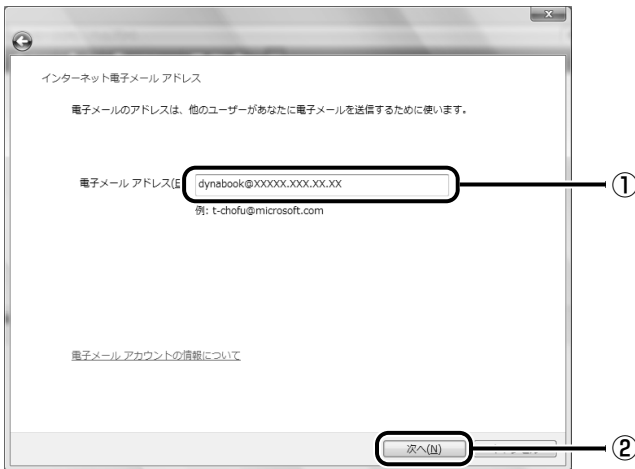 インターネット電子メール アドレス
電子メールのアドレスは、他のユーザーがあなたに電子メールを送信するために使います。
電子メール アドレス(E
dynabook@XXXXX.XXX.XX.XX
①
例: t-chofu@microsoft.com
電子メール アカウントの情報について
次へ(N)
②